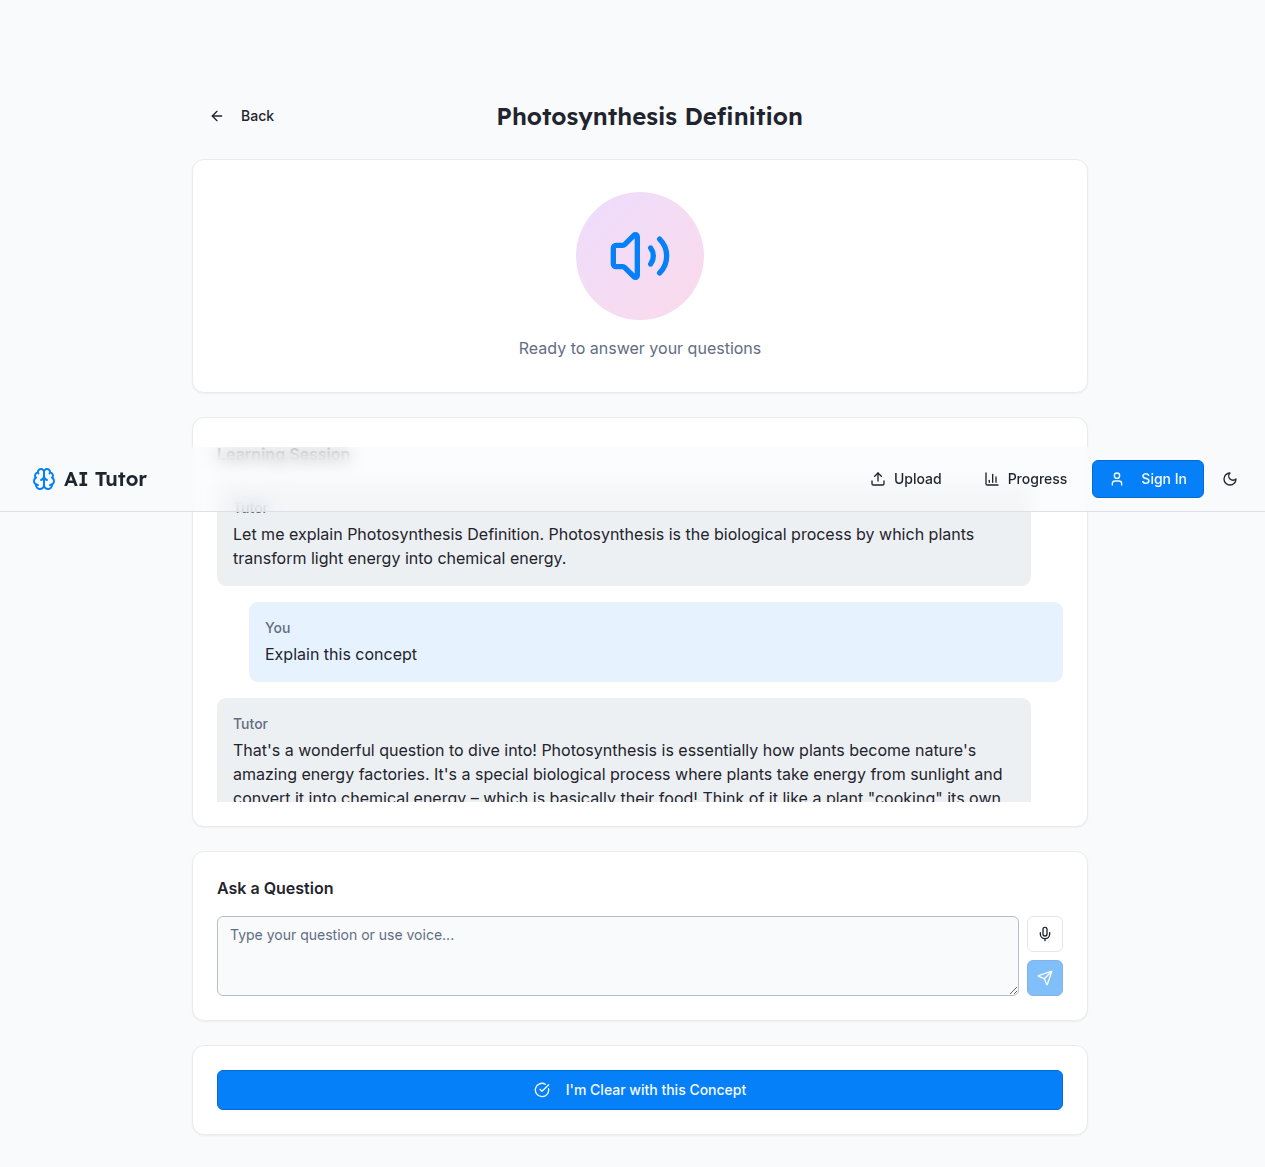 Back
Photosynthesis Definition
Ready to answer your questions
Learning Session
AI Tutor
Upload
Progress
Sign In
Tutor
Let me explain Photosynthesis Definition. Photosynthesis is the biological process by which plants
transform light energy into chemical energy.
You
Explain this concept
Tutor
That's a wonderful question to dive into! Photosynthesis is essentially how plants become nature's
amazing energy factories. It's a special biological process where plants take energy from sunlight and
convert it into chemical energy – which is basically their food! Think of it like a plant "cooking" its own
Ask a Question
Type your question or use voice...
I'm Clear with this Concept